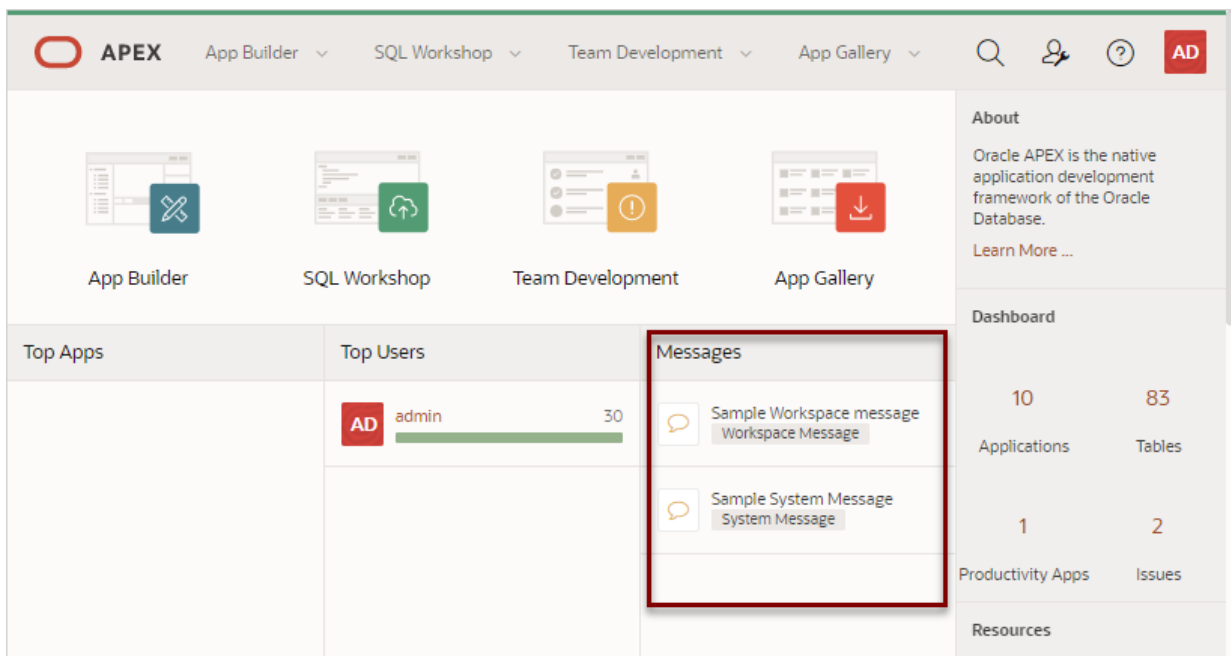 APEX App Builder SQL Workshop Team Development App Gallery AD
App Builder SQL Workshop Team Development App Gallery
Top Apps
Top Users
AD admin 30
Messages
Sample Workspace message
Workspace Message
Sample System Message
System Message
About
Oracle APEX is the native
application development
framework of the Oracle
Database.
Learn More ...
Dashboard
10 83
Applications Tables
1 2
Productivity Apps Issues
Resources